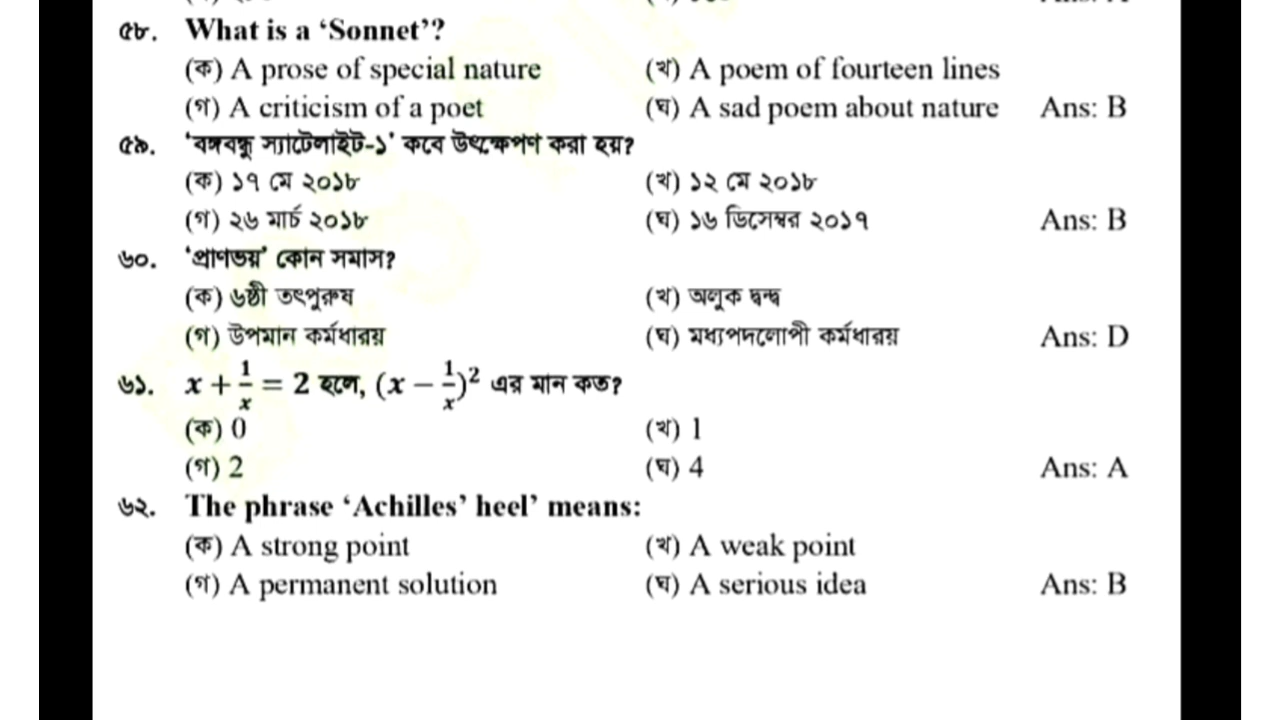 ৫৮. What is a ‘Sonnet’?
(ক) A prose of special nature (খ) A poem of fourteen lines
(গ) A criticism of a poet (ঘ) A sad poem about nature Ans: B
৫৯. ‘বঙ্গবন্ধু স্যাটেলাইট-১’ কবে উৎক্ষেপণ করা হয়?
(ক) ১৭ মে ২০১৮ (খ) ১২ মে ২০১৮
(গ) ২৬ মার্চ ২০১৮ (ঘ) ১৬ ডিসেম্বর ২০১৭ Ans: B
৬০. ‘প্রাণভয়’ কোন সমাস?
(ক) ৬ষ্ঠী তৎপুরুষ (খ) অলুক দ্বন্দ্ব
(গ) উপমান কর্মধারয় (ঘ) মধ্যপদলোপী কর্মধারয় Ans: D
৬১. x + 1/x = 2 হলে, (x − 1/x)² এর মান কত?
(ক) 0 (খ) 1
(গ) 2 (ঘ) 4 Ans: A
৬২. The phrase ‘Achilles’ heel’ means:
(ক) A strong point (খ) A weak point
(গ) A permanent solution (ঘ) A serious idea Ans: B